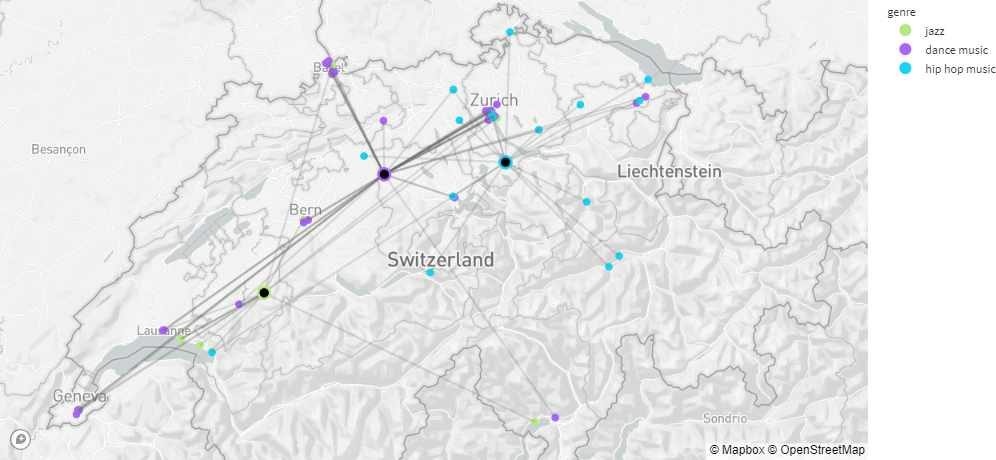 genre
jazz
dance music
hip hop music
Basel
Zurich
Besançon
Liechtenstein
Bern
Switzerland
Lausanne
Geneva
Sondrio
© Mapbox © OpenStreetMap